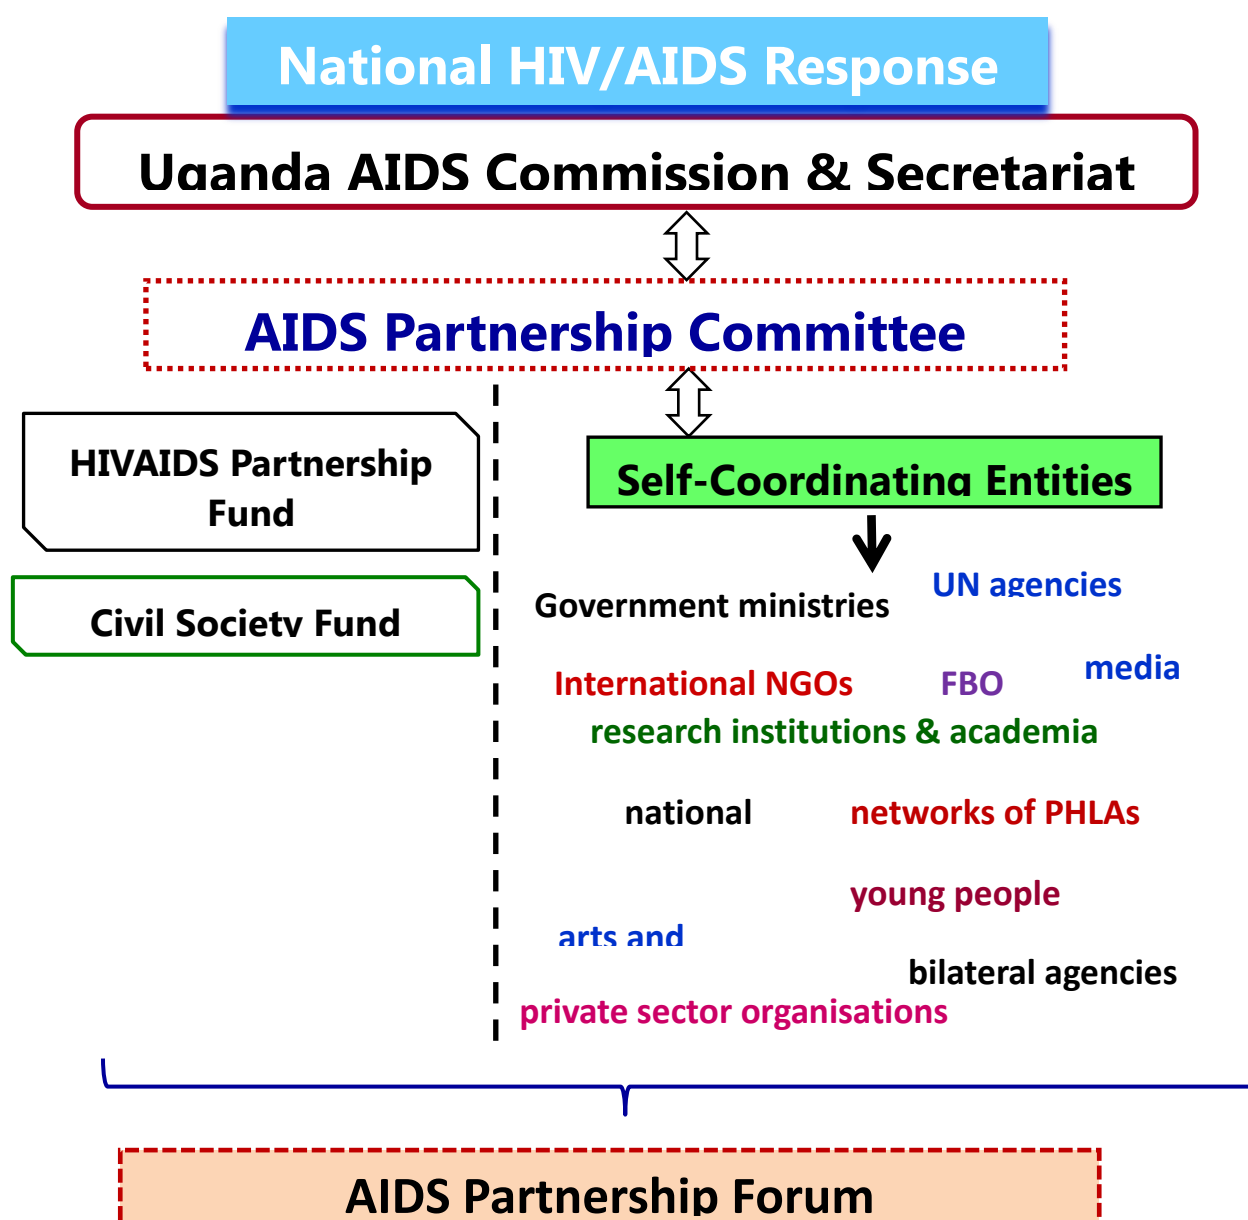 National HIV/AIDS Response
Uganda AIDS Commission & Secretariat
AIDS Partnership Committee
HIVAIDS Partnership
Fund
Civil Society Fund
Self-Coordinating Entities
UN agencies
Government ministries
media
International NGOs
FBO
research institutions & academia
national
networks of PHLAs
young people
arts and
bilateral agencies
private sector organisations
AIDS Partnership Forum